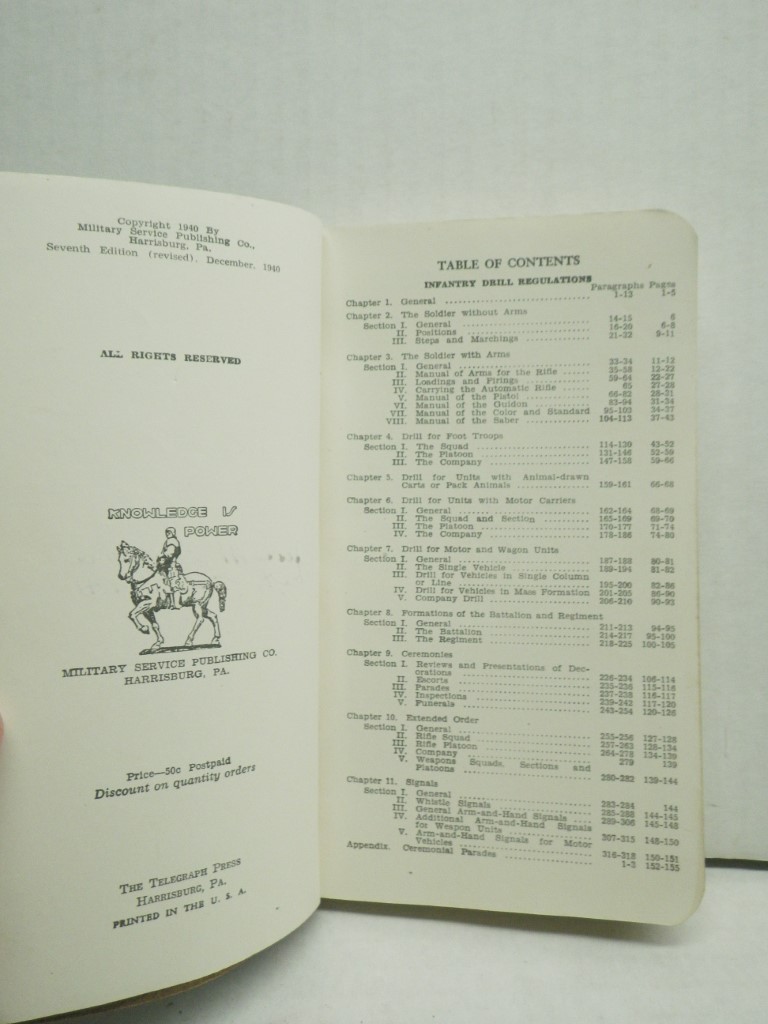 Copyright 1940 By
Military Service Publishing Co.,
Harrisburg, Pa.
Seventh Edition (revised). December, 1940
ALL RIGHTS RESERVED
KNOWLEDGE IS
POWER
MILITARY SERVICE PUBLISHING CO.
HARRISBURG, PA.
Price—50c Postpaid
Discount on quantity orders
THE TELEGRAPH PRESS
HARRISBURG, PA.
PRINTED IN THE U. S. A.
TABLE OF CONTENTS
INFANTRY DRILL REGULATIONS
Paragraphs Pages
Chapter 1. General 1-13 1-5
Chapter 2. The Soldier without Arms
Section I. General 14-15 6
II. Positions 16-20 6-8
III. Steps and Marchings 21-32 9-11
Chapter 3. The Soldier with Arms
Section I. General 33-34 11-12
II. Manual of Arms for the Rifle 35-58 12-22
III. Loadings and Firings 59-64 22-27
IV. Carrying the Automatic Rifle 65 27-28
V. Manual of the Pistol 66-82 28-31
VI. Manual of the Guidon 83-94 31-34
VII. Manual of the Color and Standard 95-103 34-37
VIII. Manual of the Saber 104-113 37-43
Chapter 4. Drill for Foot Troops
Section I. The Squad 114-130 43-52
II. The Platoon 131-146 52-59
III. The Company 147-158 59-66
Chapter 5. Drill for Units with Animal-drawn
Carts or Pack Animals 159-161 66-68
Chapter 6. Drill for Units with Motor Carriers
Section I. General 162-164 68-69
II. The Squad and Section 165-169 69-70
III. The Platoon 170-177 71-74
IV. The Company 178-186 74-80
Chapter 7. Drill for Motor and Wagon Units
Section I. General 187-188 80-81
II. The Single Vehicle 189-194 81-82
III. Drill for Vehicles in Single Column
or Line 195-200 82-86
IV. Drill for Vehicles in Mass Formation 201-205 86-90
V. Company Drill 206-210 90-93
Chapter 8. Formations of the Battalion and Regiment
Section I. General 211-213 94-95
II. The Battalion 214-217 95-100
III. The Regiment 218-225 100-105
Chapter 9. Ceremonies
Section I. Reviews and Presentations of Dec-
orations 226-234 106-114
II. Escorts 235-236 115-116
III. Parades 237-238 116-117
IV. Inspections 239-242 117-120
V. Funerals 243-254 120-126
Chapter 10. Extended Order
Section I. General 255-256 127-128
II. Rifle Squad 257-263 128-134
III. Rifle Platoon 264-278 134-139
IV. Company 279 139
V. Weapons Squads, Sections and
Platoons 280-282 139-144
Chapter 11. Signals
Section I. General 283-284 144
II. Whistle Signals 285-288 144-145
III. General Arm-and-Hand Signals 289-306 145-148
IV. Additional Arm-and-Hand Signals
for Weapon Units 307-315 148-150
V. Arm-and-Hand Signals for Motor
Vehicles 316-318 150-151
Appendix. Ceremonial Parades 1-3 152-155